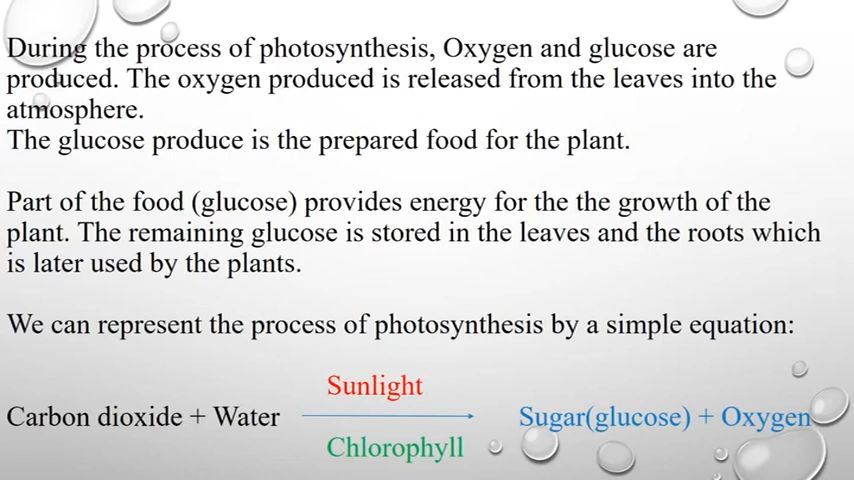 During the process of photosynthesis, Oxygen and glucose are
produced. The oxygen produced is released from the leaves into the
atmosphere.
The glucose produce is the prepared food for the plant.
Part of the food (glucose) provides energy for the the growth of the
plant. The remaining glucose is stored in the leaves and the roots which
is later used by the plants.
We can represent the process of photosynthesis by a simple equation:
Sunlight
Carbon dioxide + Water Sugar(glucose) + Oxygen
Chlorophyll